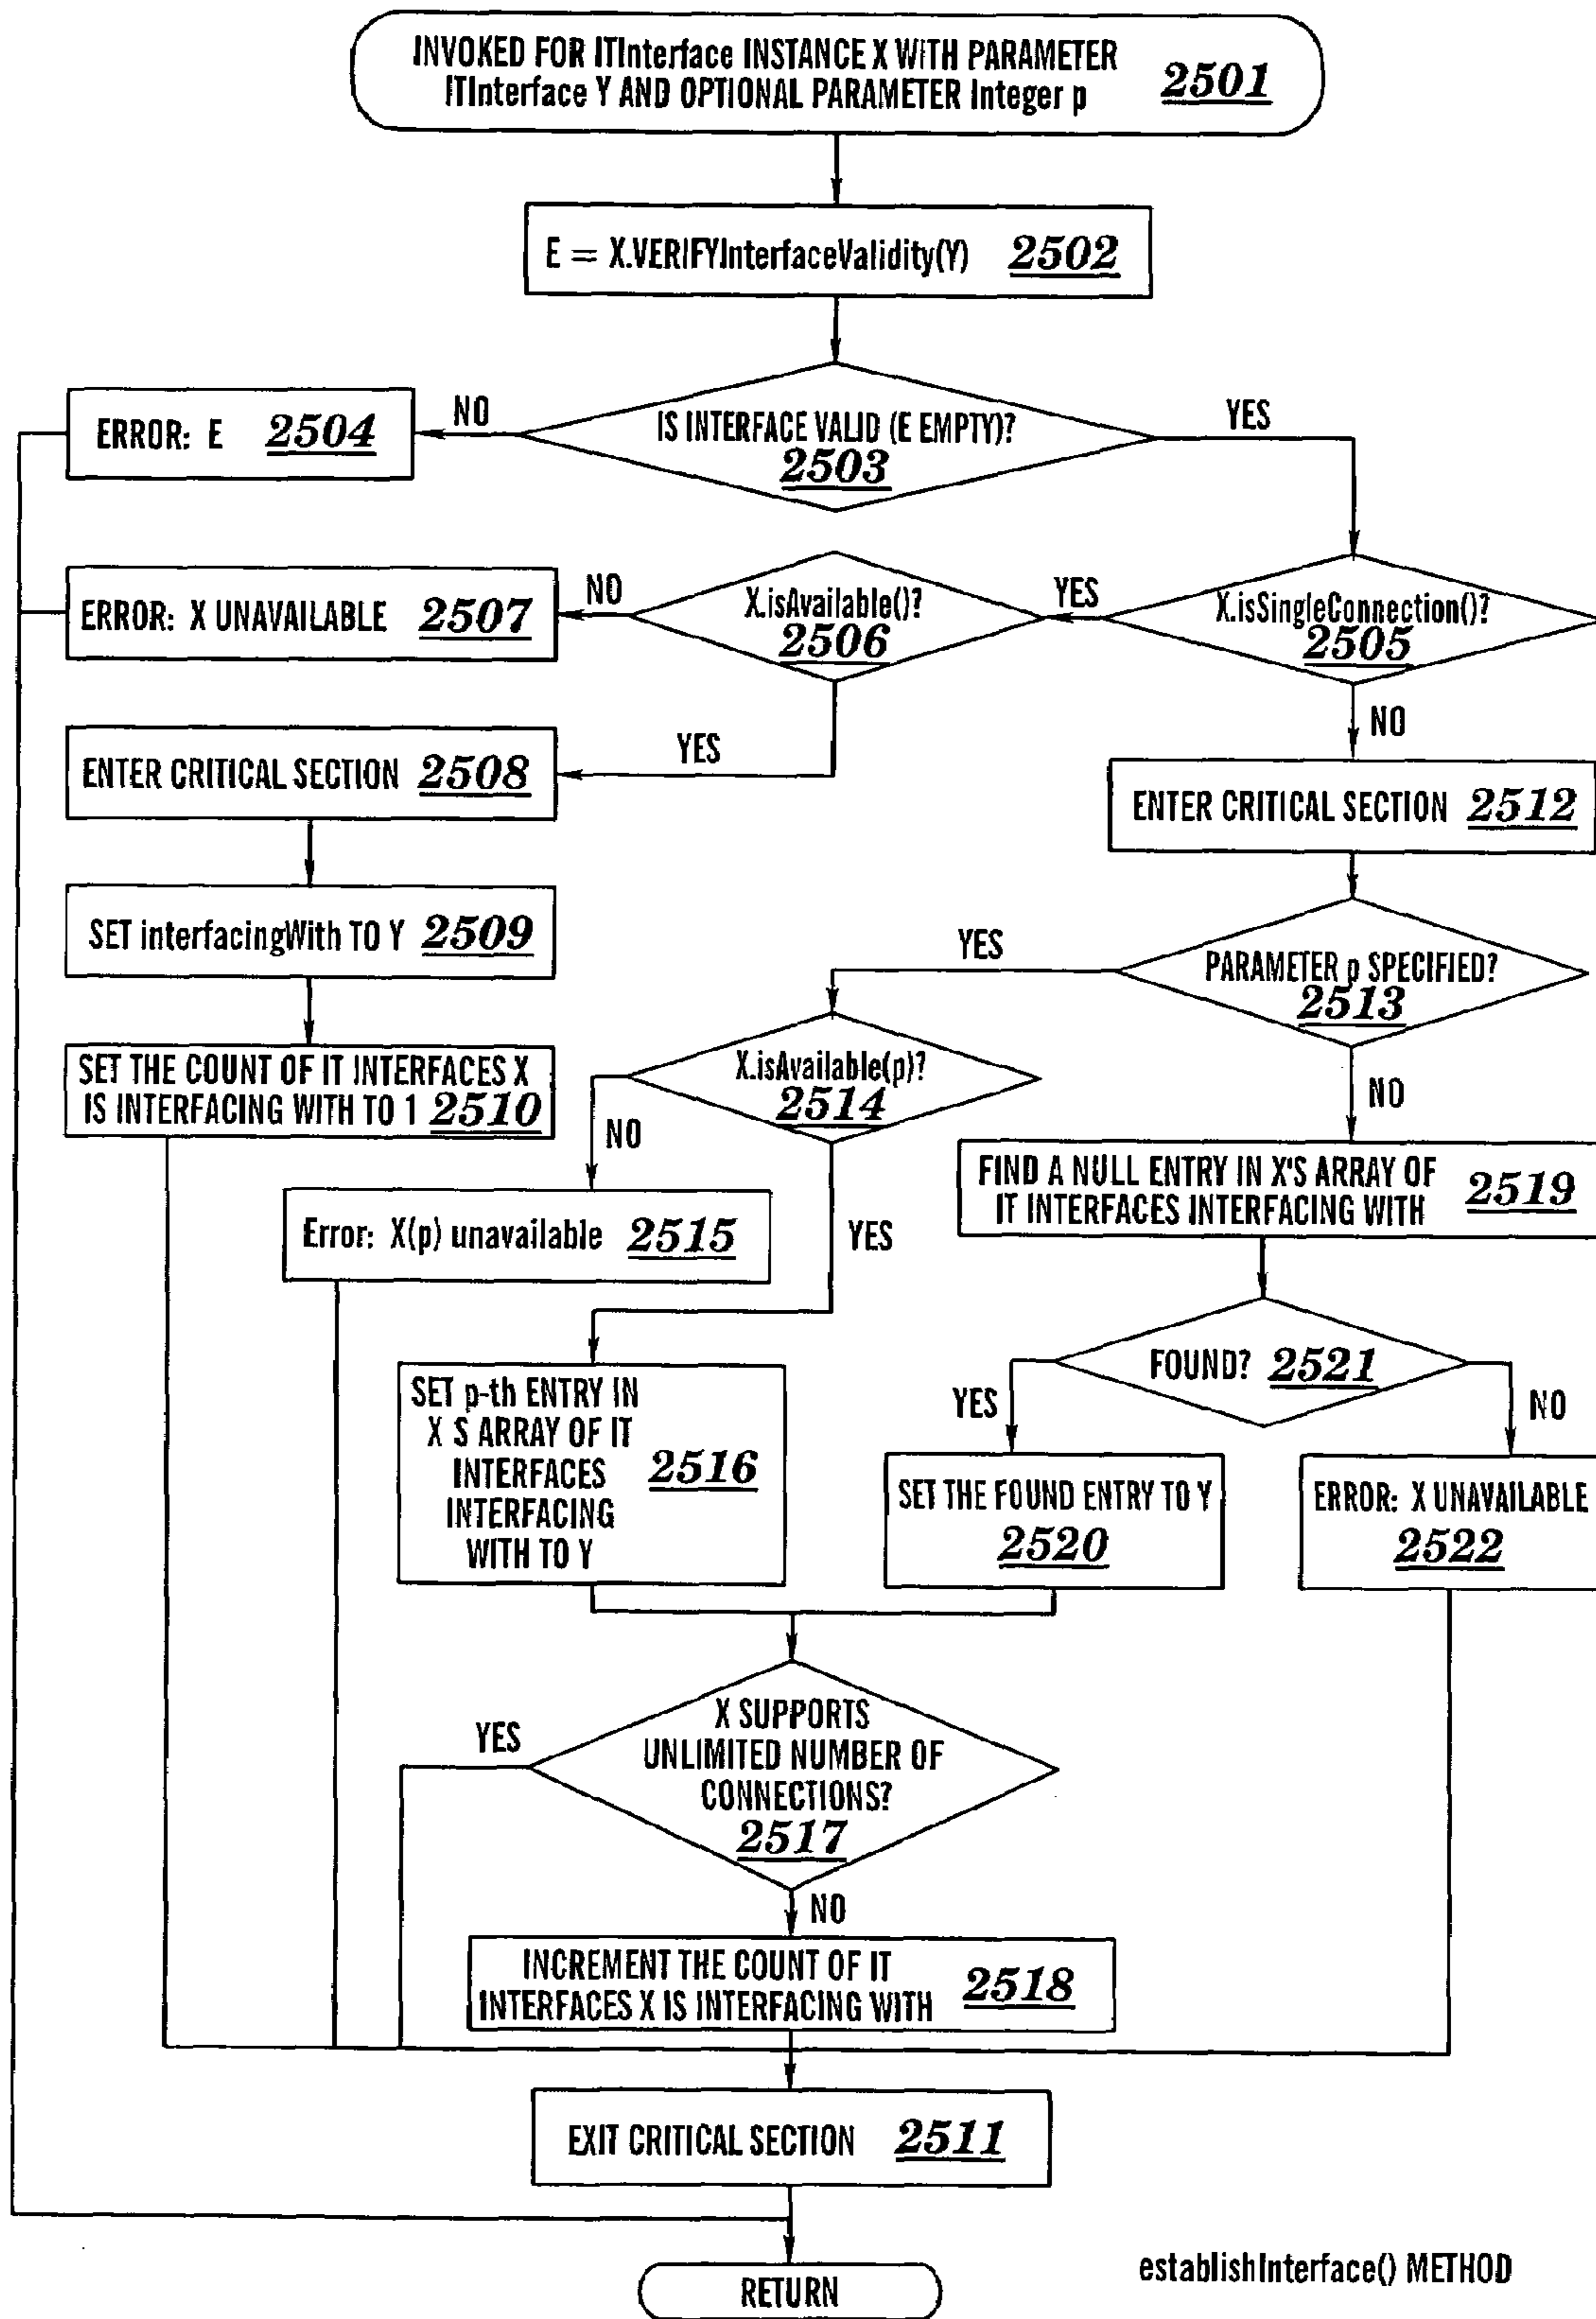 INVOKED FOR ITInterface INSTANCE X WITH PARAMETER
ITInterface Y AND OPTIONAL PARAMETER Integer p
2501
E = X.VERIFYInterfaceValidity(Y) 2502
IS INTERFACE VALID (E EMPTY)?
2503
NO
YES
ERROR: E 2504
X.isSingleConnection()?
2505
YES
NO
X.isAvailable()?
2506
NO
YES
ERROR: X UNAVAILABLE 2507
ENTER CRITICAL SECTION 2508
ENTER CRITICAL SECTION 2512
SET interfacingWith TO Y 2509
PARAMETER p SPECIFIED?
2513
YES
NO
SET THE COUNT OF IT INTERFACES X
IS INTERFACING WITH TO 1 2510
X.isAvailable(p)?
2514
NO
YES
FIND A NULL ENTRY IN X'S ARRAY OF
IT INTERFACES INTERFACING WITH
2519
Error: X(p) unavailable 2515
FOUND? 2521
YES
NO
SET p-th ENTRY IN
X S ARRAY OF IT
INTERFACES
INTERFACING
WITH TO Y
2516
SET THE FOUND ENTRY TO Y
2520
ERROR: X UNAVAILABLE
2522
X SUPPORTS
UNLIMITED NUMBER OF
CONNECTIONS?
2517
YES
NO
INCREMENT THE COUNT OF IT
INTERFACES X IS INTERFACING WITH
2518
EXIT CRITICAL SECTION 2511
RETURN
establishInterface() METHOD